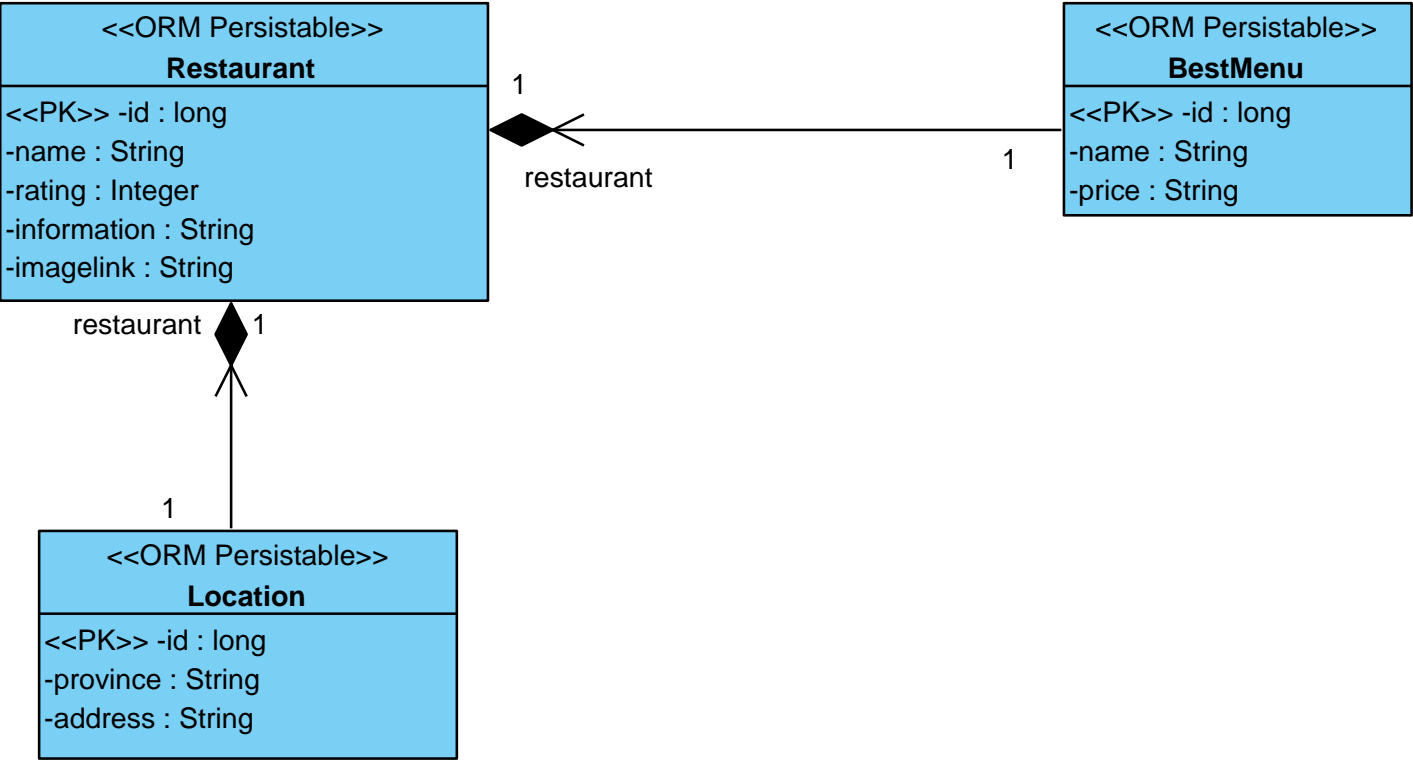 <<ORM Persistable>>
Restaurant
<<PK>> -id : long
-name : String
-rating : Integer
-information : String
-imagelink : String
1
restaurant
1
<<ORM Persistable>>
BestMenu
<<PK>> -id : long
-name : String
-price : String
restaurant
1
1
<<ORM Persistable>>
Location
<<PK>> -id : long
-province : String
-address : String